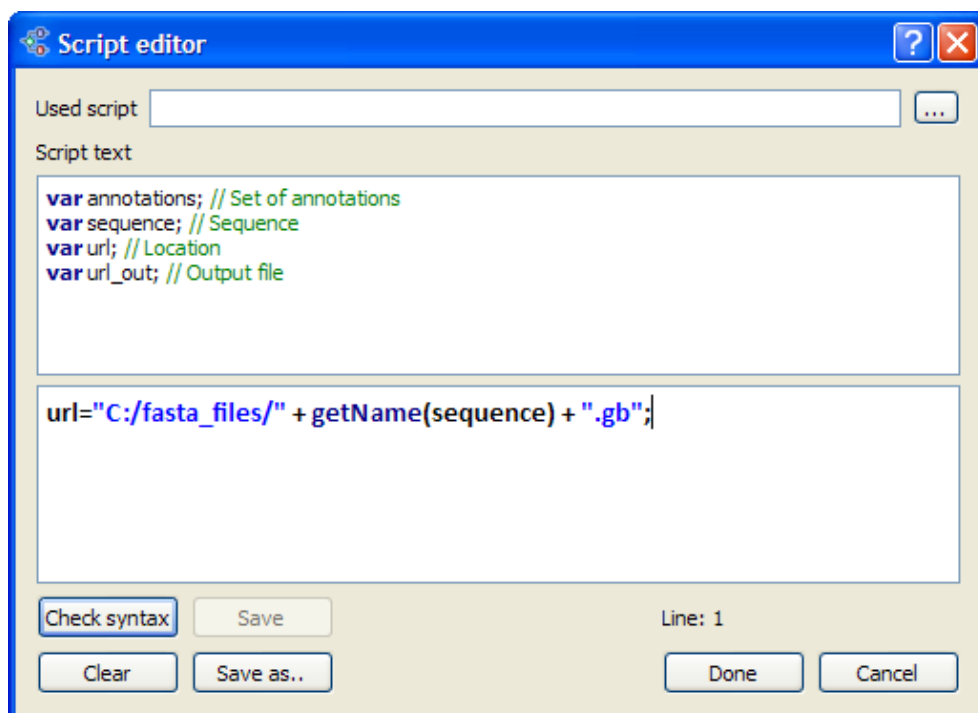 Script editor
?
Used script
...
Script text
var annotations; // Set of annotations
var sequence; // Sequence
var url; // Location
var url_out; // Output file
url="C:/fasta_files/" + getName(sequence) + ".gb";
Check syntax Save Line: 1
Clear Save as.. Done Cancel